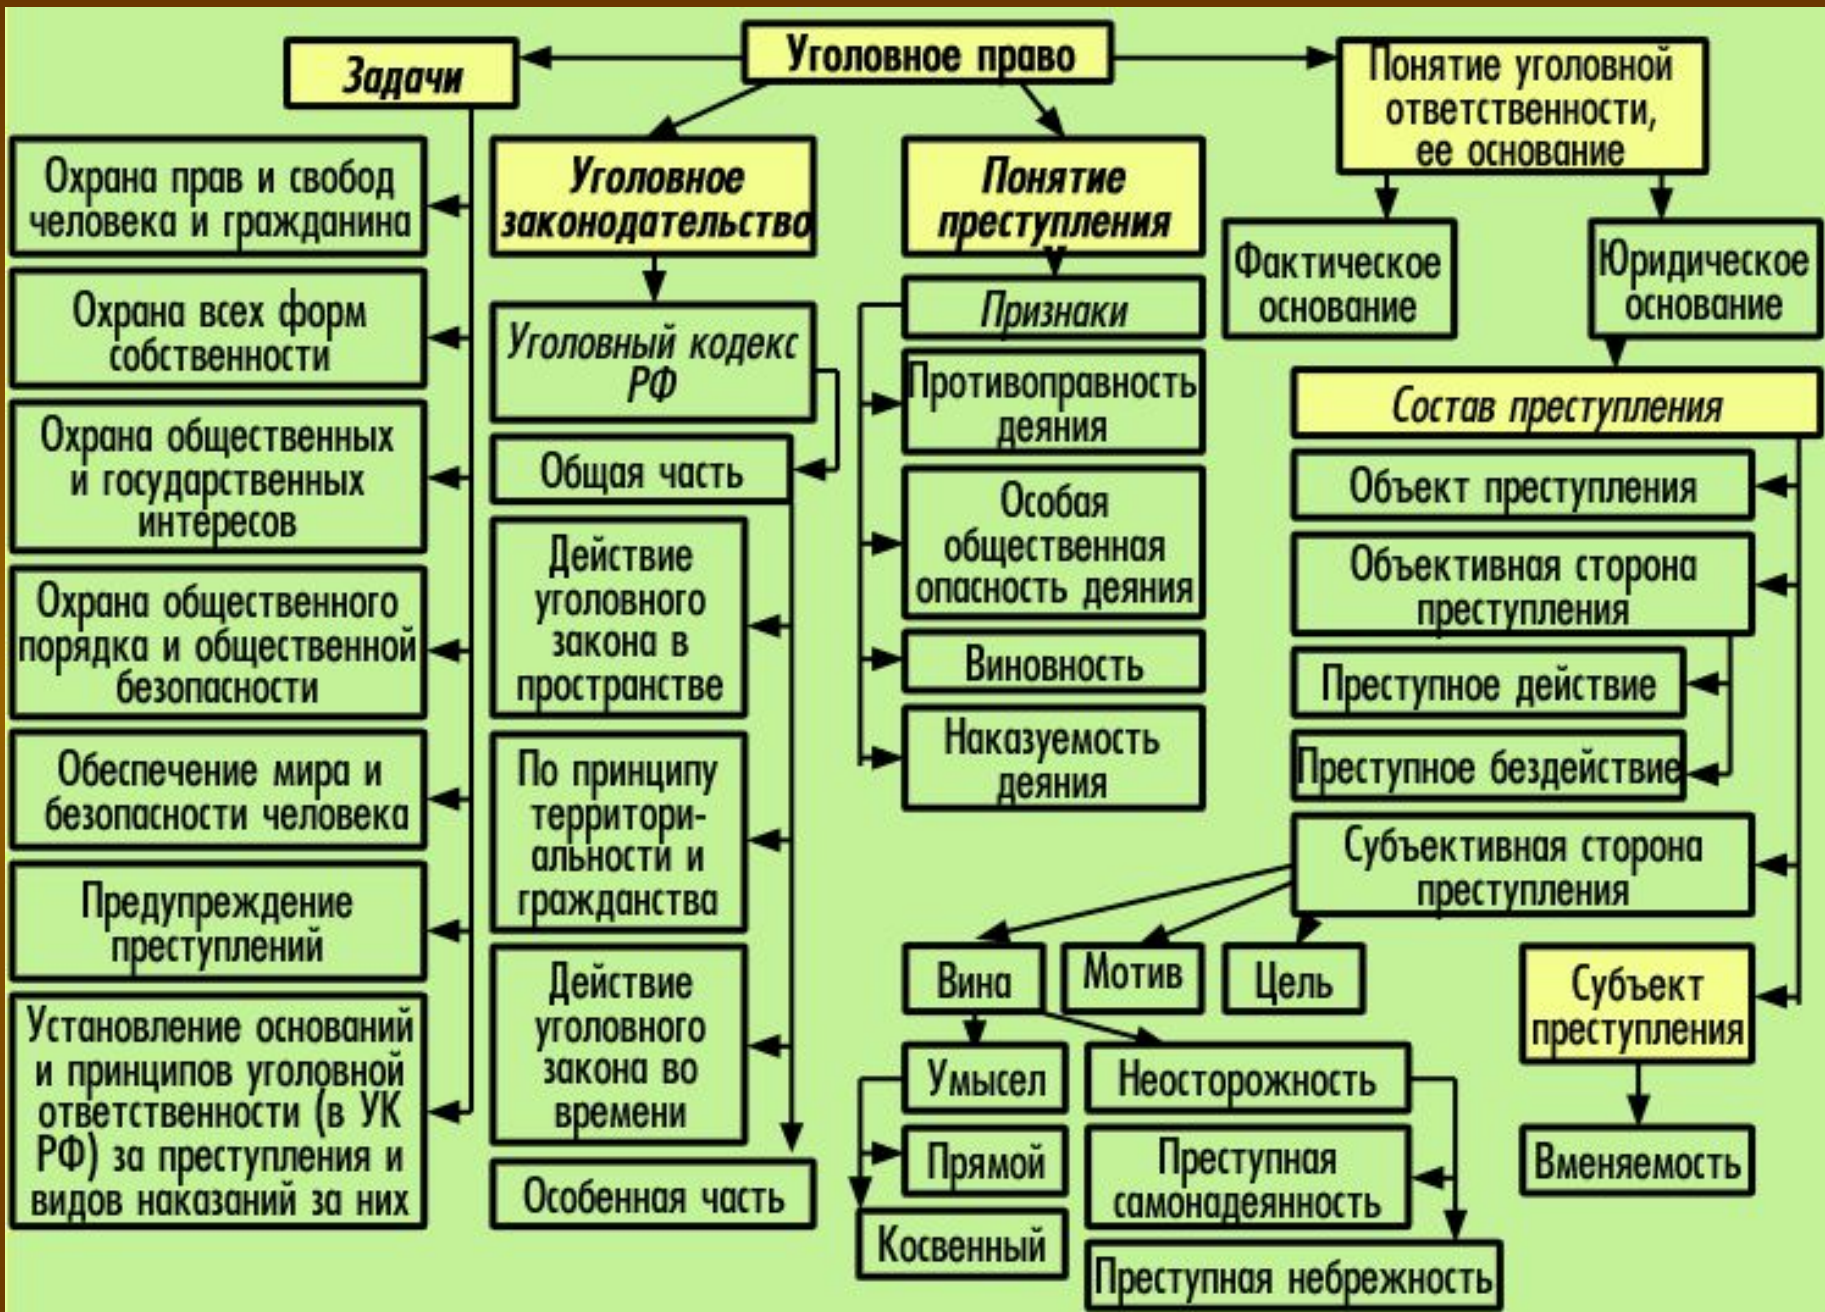 Уголовное право
Задачи
Охрана прав и свобод
человека и гражданина
Охрана всех форм
собственности
Охрана общественных
и государственных
интересов
Охрана общественного
порядка и общественной
безопасности
Обеспечение мира и
безопасности человека
Предупреждение
преступлений
Установление оснований
и принципов уголовной
ответственности (в УК
РФ) за преступления и
видов наказаний за них
Уголовное
законодательство
Уголовный кодекс
РФ
Общая часть
Действие
уголовного
закона в
пространстве
По принципу
территори-
альности и
гражданства
Действие
уголовного
закона во
времени
Особенная часть
Понятие
преступления
Признаки
Противоправность
деяния
Особая
общественная
опасность деяния
Виновность
Наказуемость
деяния
Понятие уголовной
ответственности,
ее основание
Фактическое
основание
Юридическое
основание
Состав преступления
Объект преступления
Объективная сторона
преступления
Преступное действие
Преступное бездействие
Субъективная сторона
преступления
Вина
Мотив
Цель
Умысел
Прямой
Косвенный
Неосторожность
Преступная
самонадеянность
Преступная небрежность
Субъект
преступления
Вменяемость